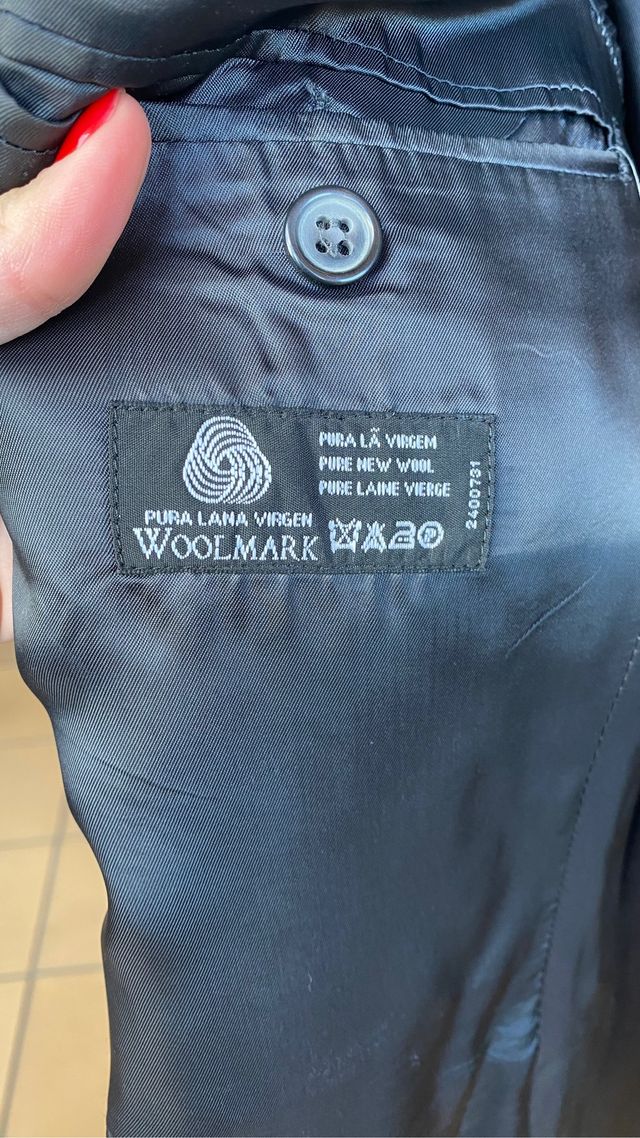 PURA LANA VIRGEN
WOOLMARK
PURA LÃ VIRGEM
PURE NEW WOOL
PURE LAINE VIERGE
2400731